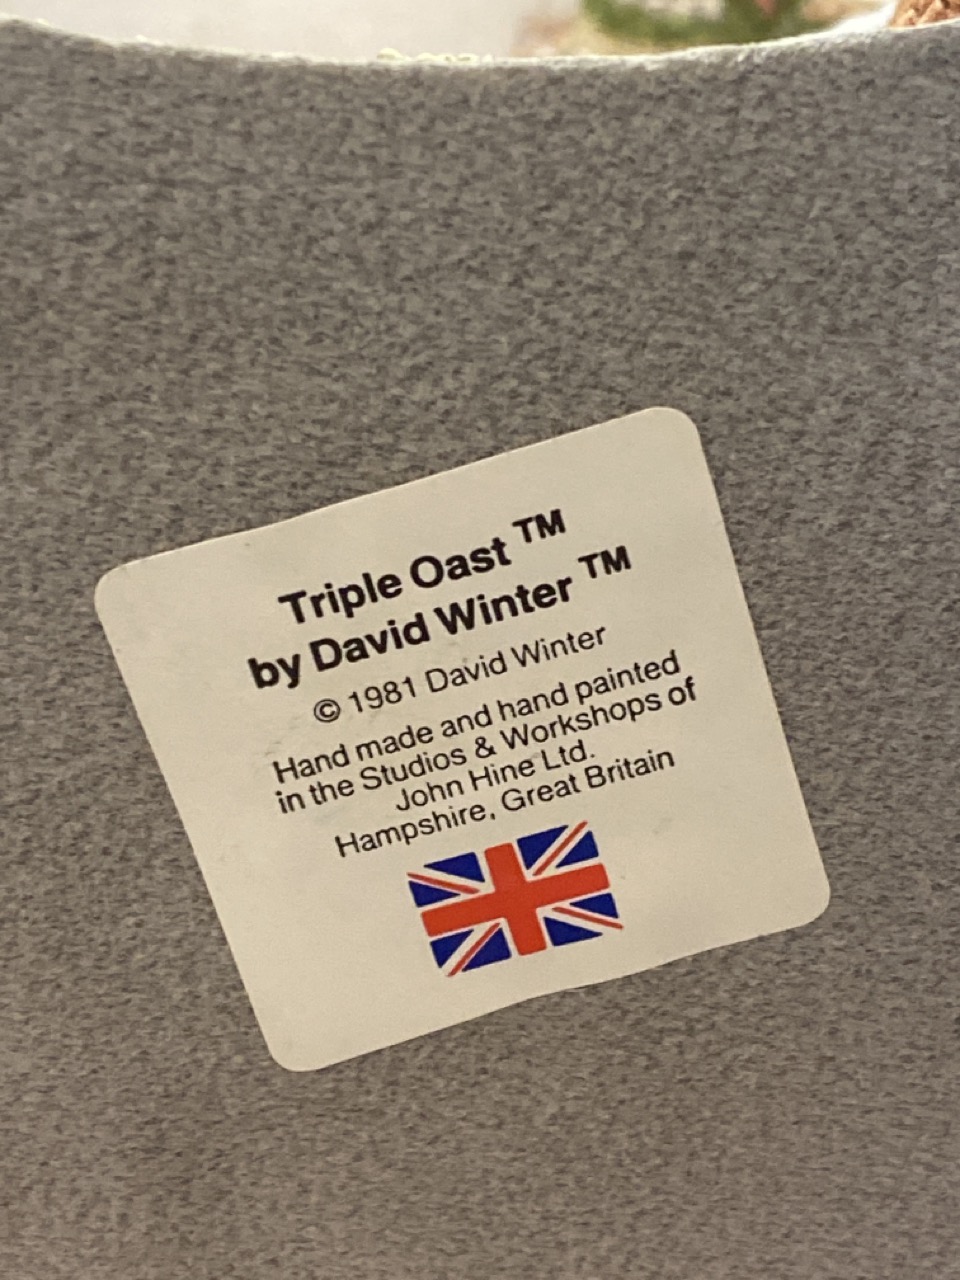 Triple Oast ™
by David Winter ™
© 1981 David Winter
Hand made and hand painted
in the Studios & Workshops of
John Hine Ltd.
Hampshire, Great Britain